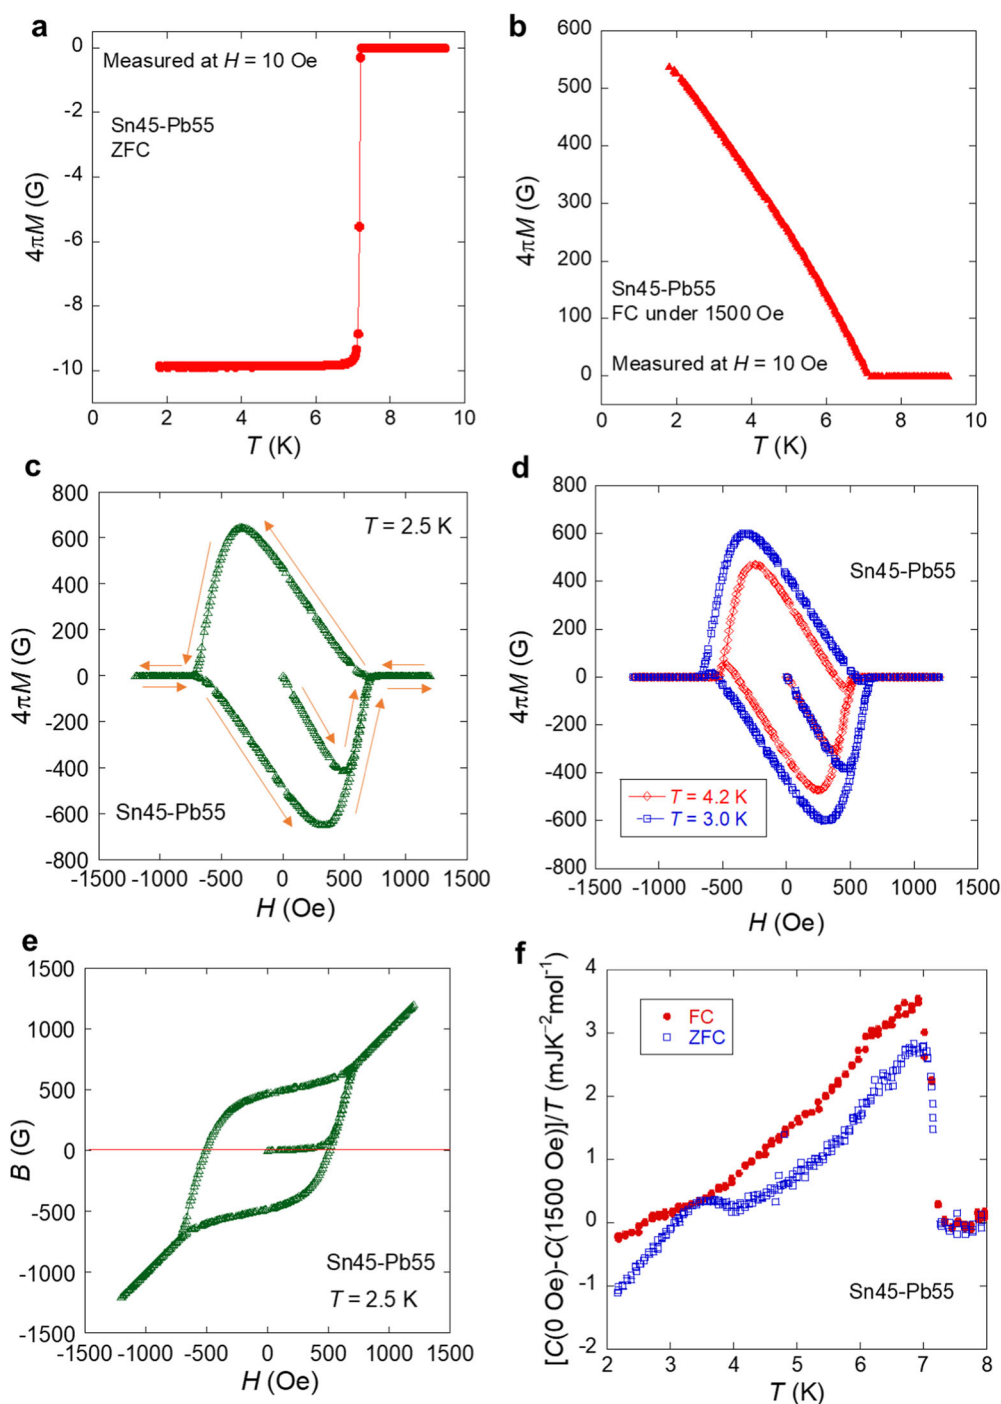 a
Measured at H = 10 Oe
Sn45-Pb55
ZFC
0
-2
-4
-6
-8
-10
4πM (G)
0 2 4 6 8 10
T (K)
b
600
500
400
300
200
100
0
4πM (G)
Sn45-Pb55
FC under 1500 Oe
Measured at H = 10 Oe
0 2 4 6 8 10
T (K)
c
800
600
400
200
0
-200
-400
-600
-800
4πM (G)
T = 2.5 K
Sn45-Pb55
-1500 -1000 -500 0 500 1000 1500
H (Oe)
d
800
600
400
200
0
-200
-400
-600
-800
4πM (G)
Sn45-Pb55
T = 4.2 K
T = 3.0 K
-1500 -1000 -500 0 500 1000 1500
H (Oe)
e
1500
1000
500
0
-500
-1000
-1500
B (G)
Sn45-Pb55
T = 2.5 K
-1500 -1000 -500 0 500 1000 1500
H (Oe)
f
4
3
2
1
0
-1
-2
[C(0 Oe)-C(1500 Oe)]/T (mJK⁻²mol⁻¹)
FC
ZFC
Sn45-Pb55
2 3 4 5 6 7 8
T (K)